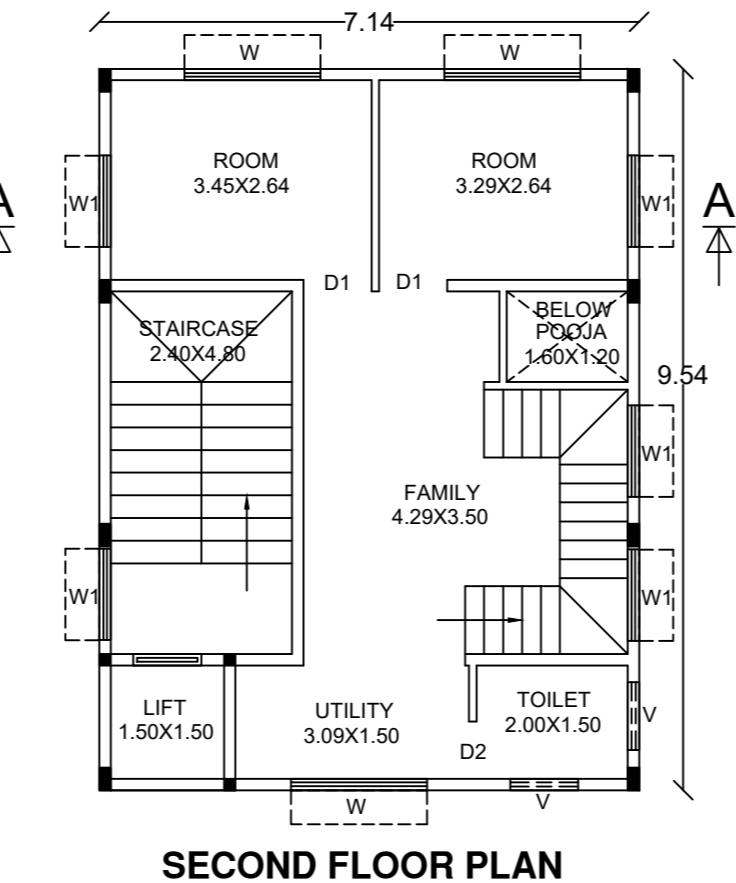 7.14
W
W
ROOM
3.45X2.64
ROOM
3.29X2.64
W1
W1
A
A
D1
D1
STAIRCASE
2.40X4.80
BELOW
POOJA
1.60X1.20
9.54
W1
FAMILY
4.29X3.50
W1
W1
LIFT
1.50X1.50
UTILITY
3.09X1.50
TOILET
2.00X1.50
V
D2
W
V
SECOND FLOOR PLAN